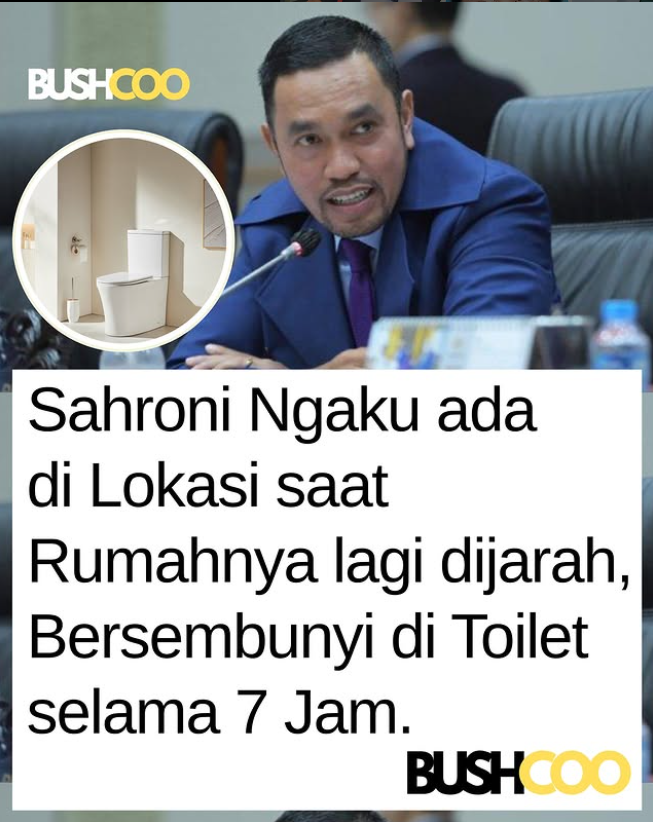 BUSHCOO
Sahroni Ngaku ada
di Lokasi saat
Rumahnya lagi dijarah,
Bersembunyi di Toilet
selama 7 Jam.
BUSHCOO